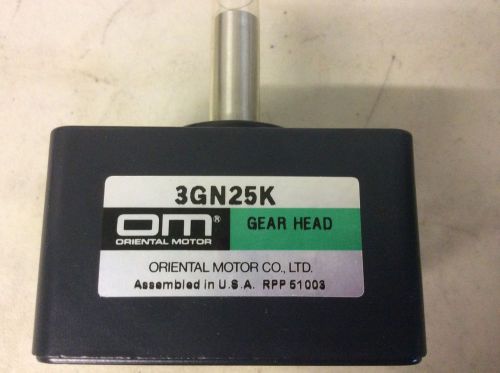 3GN25K
OM®
ORIENTAL MOTOR
GEAR HEAD
ORIENTAL MOTOR CO., LTD.
Assembled in U.S.A. RPP 51003